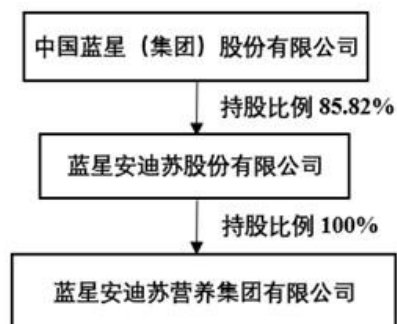 中国蓝星（集团）股份有限公司
持股比例 85.82%
蓝星安迪苏股份有限公司
持股比例 100%
蓝星安迪苏营养集团有限公司